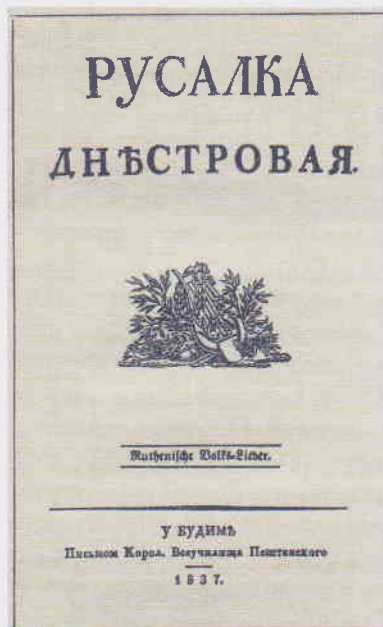 РУСАЛКА
ДНѢСТРОВАЯ.
Ruthenische Volks-Lieder.
У БУДИМѢ
Письмом Корол. Всеучилища Пештанского
1837.